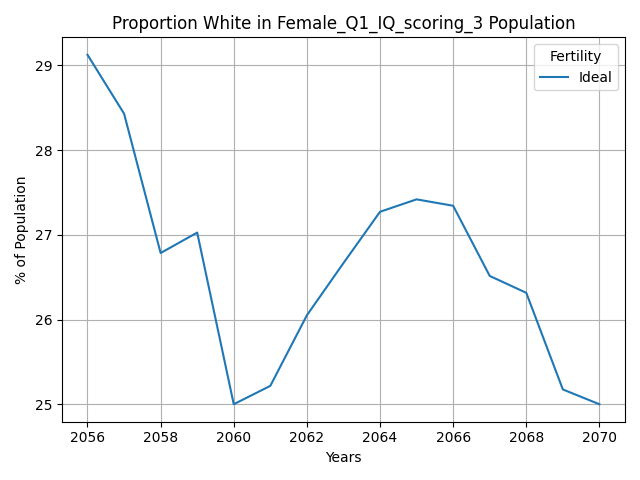 Proportion White in Female_Q1_IQ_scoring_3 Population
Fertility
Ideal
29
28
27
26
25
% of Population
2056 2058 2060 2062 2064 2066 2068 2070
Years